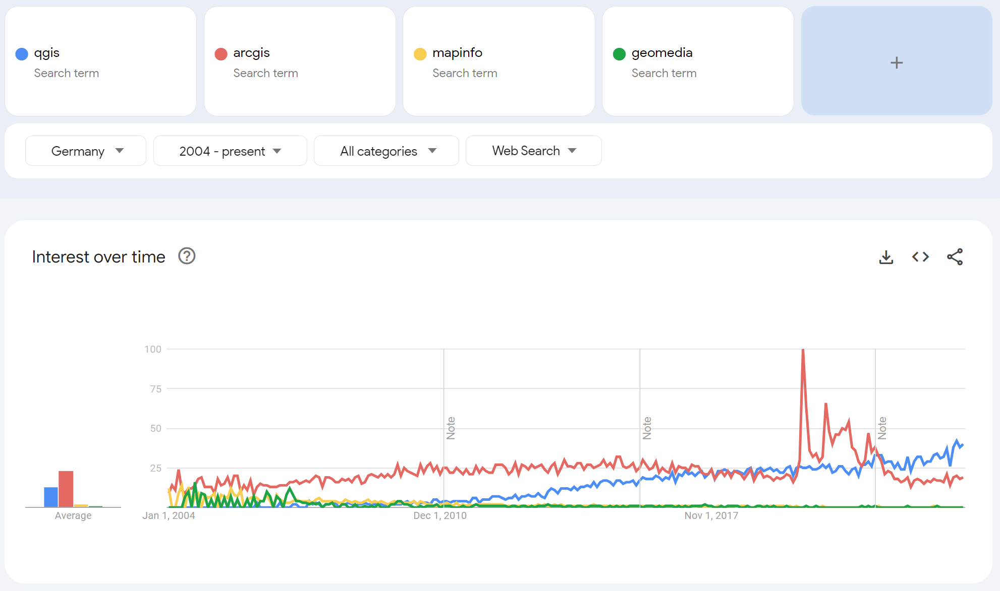 qgis
Search term
arcgis
Search term
mapinfo
Search term
geomedia
Search term
+
Germany
2004 - present
All categories
Web Search
Interest over time
?
100
75
50
25
Note
Note
Note
Average
Jan 1, 2004
Dec 1, 2010
Nov 1, 2017